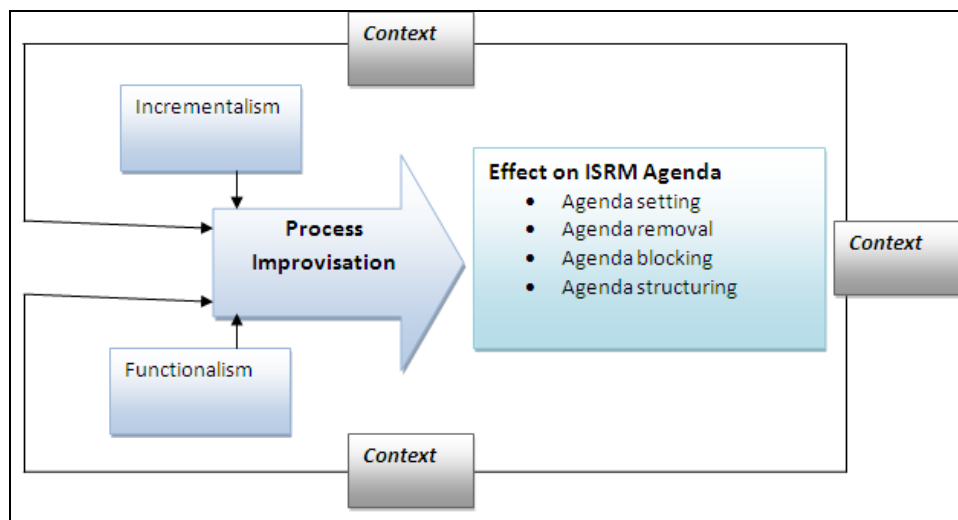 Context
Incrementalism
Process
Improvisation
Effect on ISRM Agenda
• Agenda setting
• Agenda removal
• Agenda blocking
• Agenda structuring
Context
Functionalism
Context